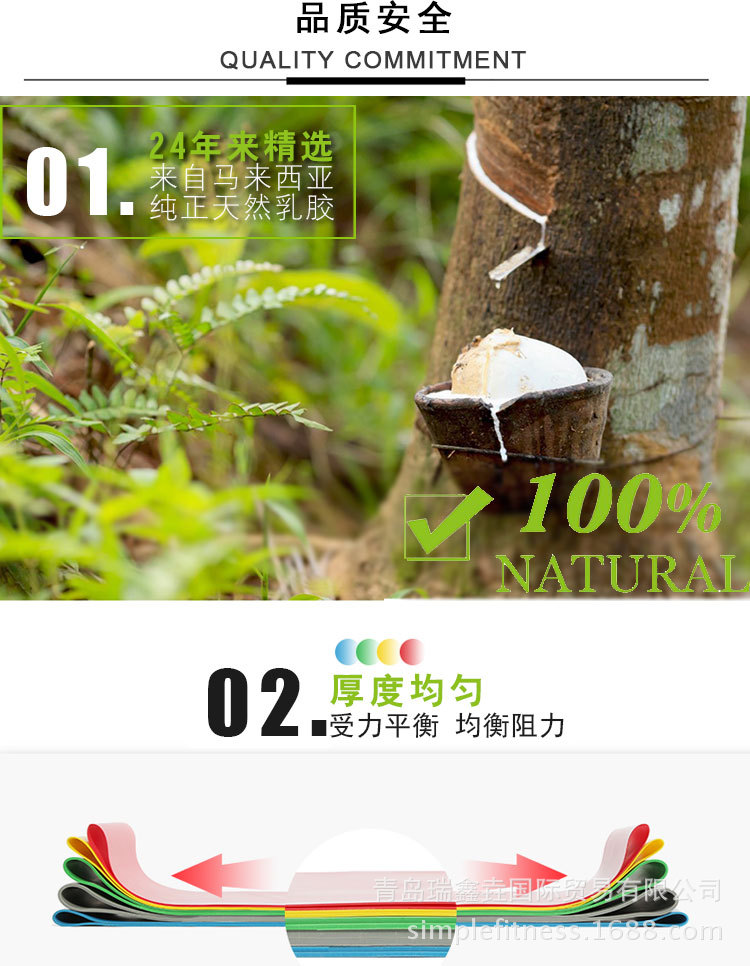 品质安全
QUALITY COMMITMENT
01.
24年来精选
来自马来西亚
纯正天然乳胶
100%
NATURAL
02.
厚度均匀
受力平衡 均衡阻力
青岛瑞鑫垚国际贸易有限公司
simplefitness.1688.com